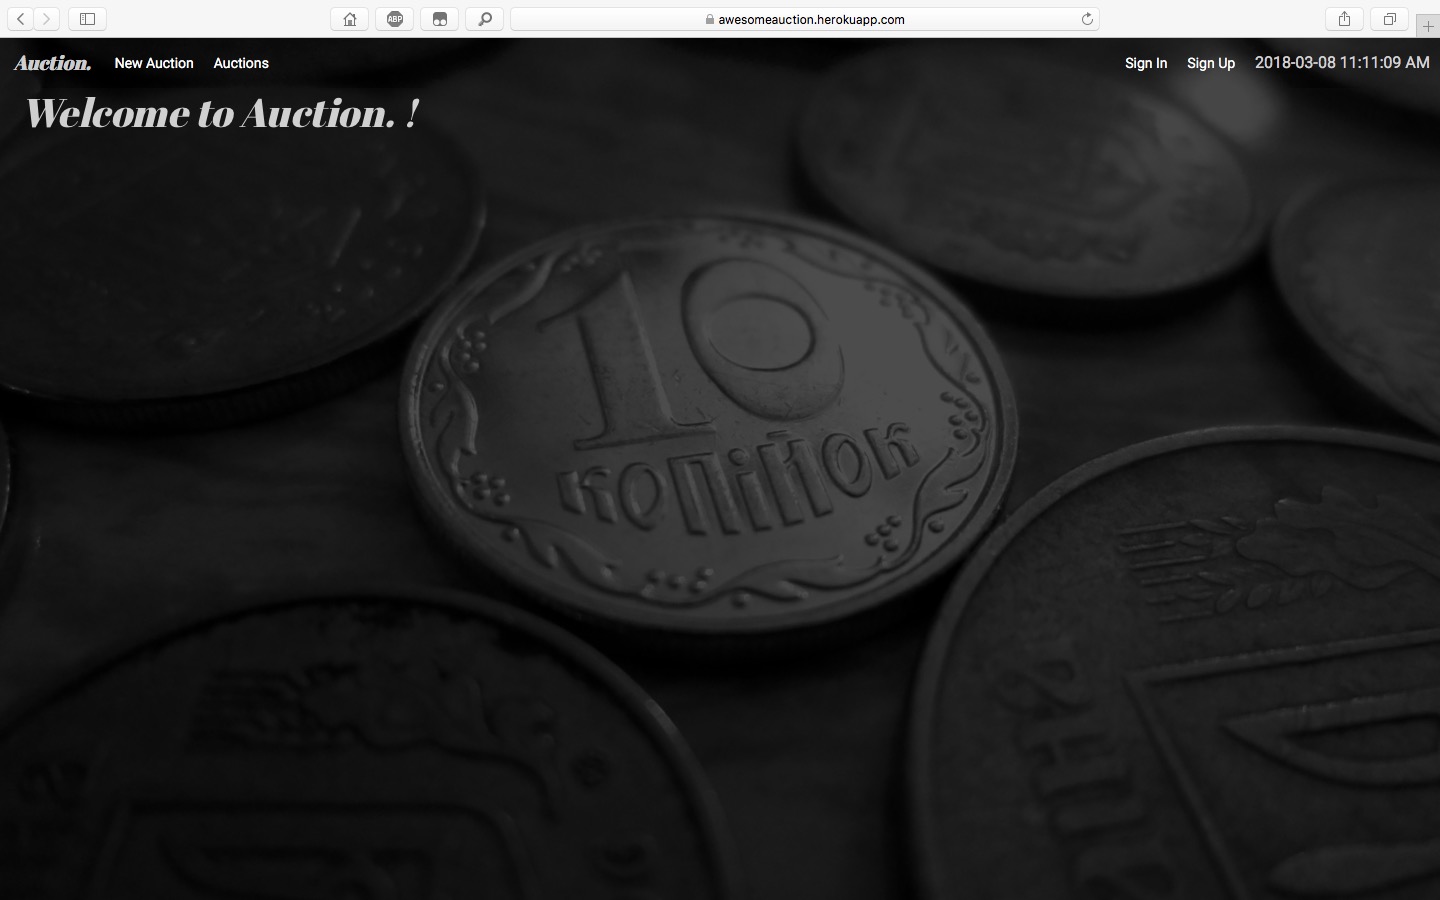 ABP
awesomeauction.herokuapp.com
Auction.
New Auction
Auctions
Sign In
Sign Up
2018-03-08 11:11:09 AM
Welcome to Auction. !
10
КОПІЙОК